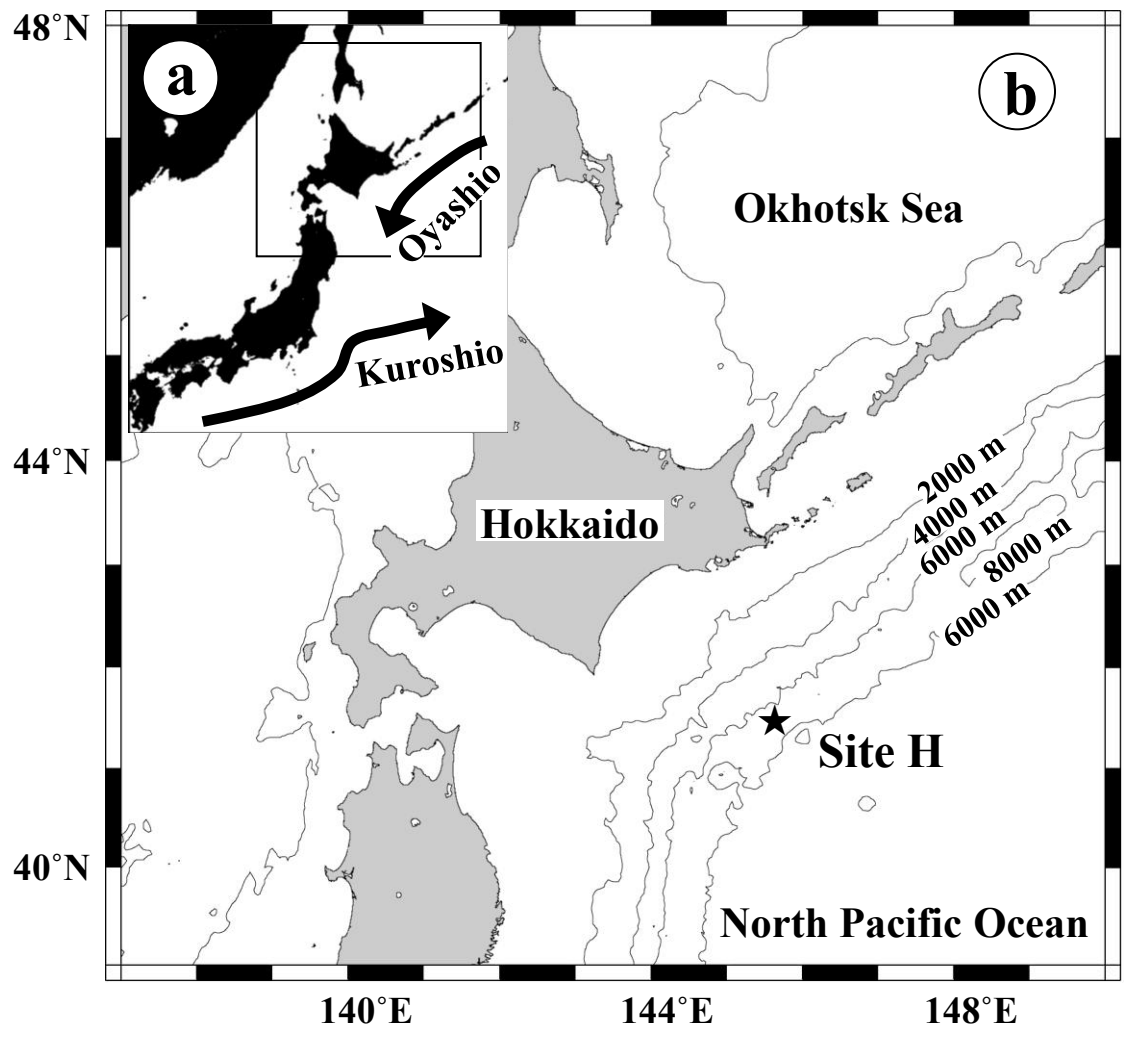 48°N
a
b
Okhotsk Sea
Oyashio
Kuroshio
44°N
2000 m
4000 m
6000 m
8000 m
6000 m
Hokkaido
Site H
40°N
North Pacific Ocean
140°E
144°E
148°E